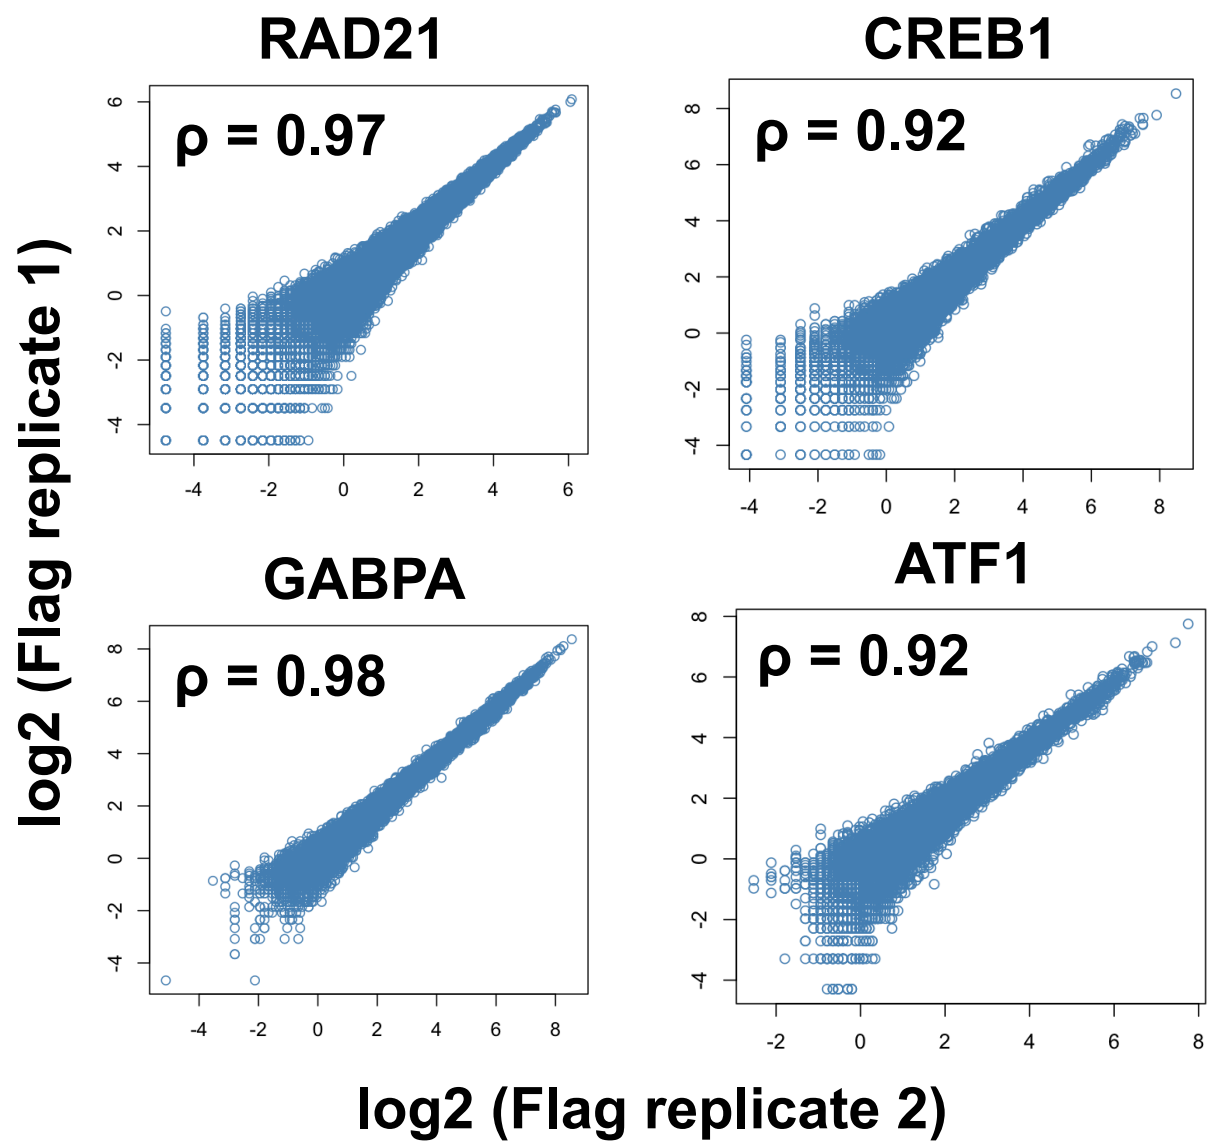 RAD21
CREB1
ρ = 0.97
ρ = 0.92
6
4
2
0
-2
-4
-4 -2 0 2 4 6
8
6
4
2
0
-2
-4
-4 -2 0 2 4 6 8
log2 (Flag replicate 1)
GABPA
ATF1
ρ = 0.98
ρ = 0.92
8
6
4
2
0
-2
-4
-4 -2 0 2 4 6 8
8
6
4
2
0
-2
-4
-2 0 2 4 6 8
log2 (Flag replicate 2)